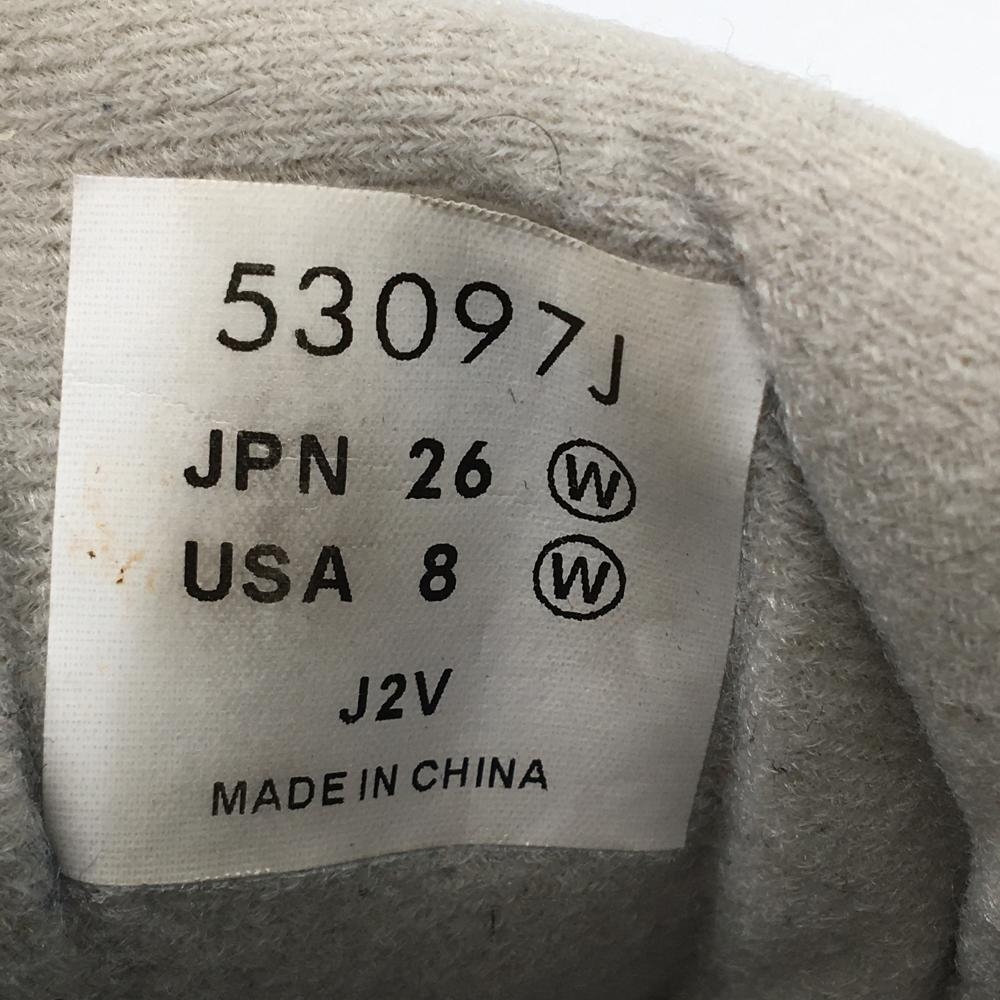 53097J
JPN 26 Ⓦ
USA 8 Ⓦ
J2V
MADE IN CHINA